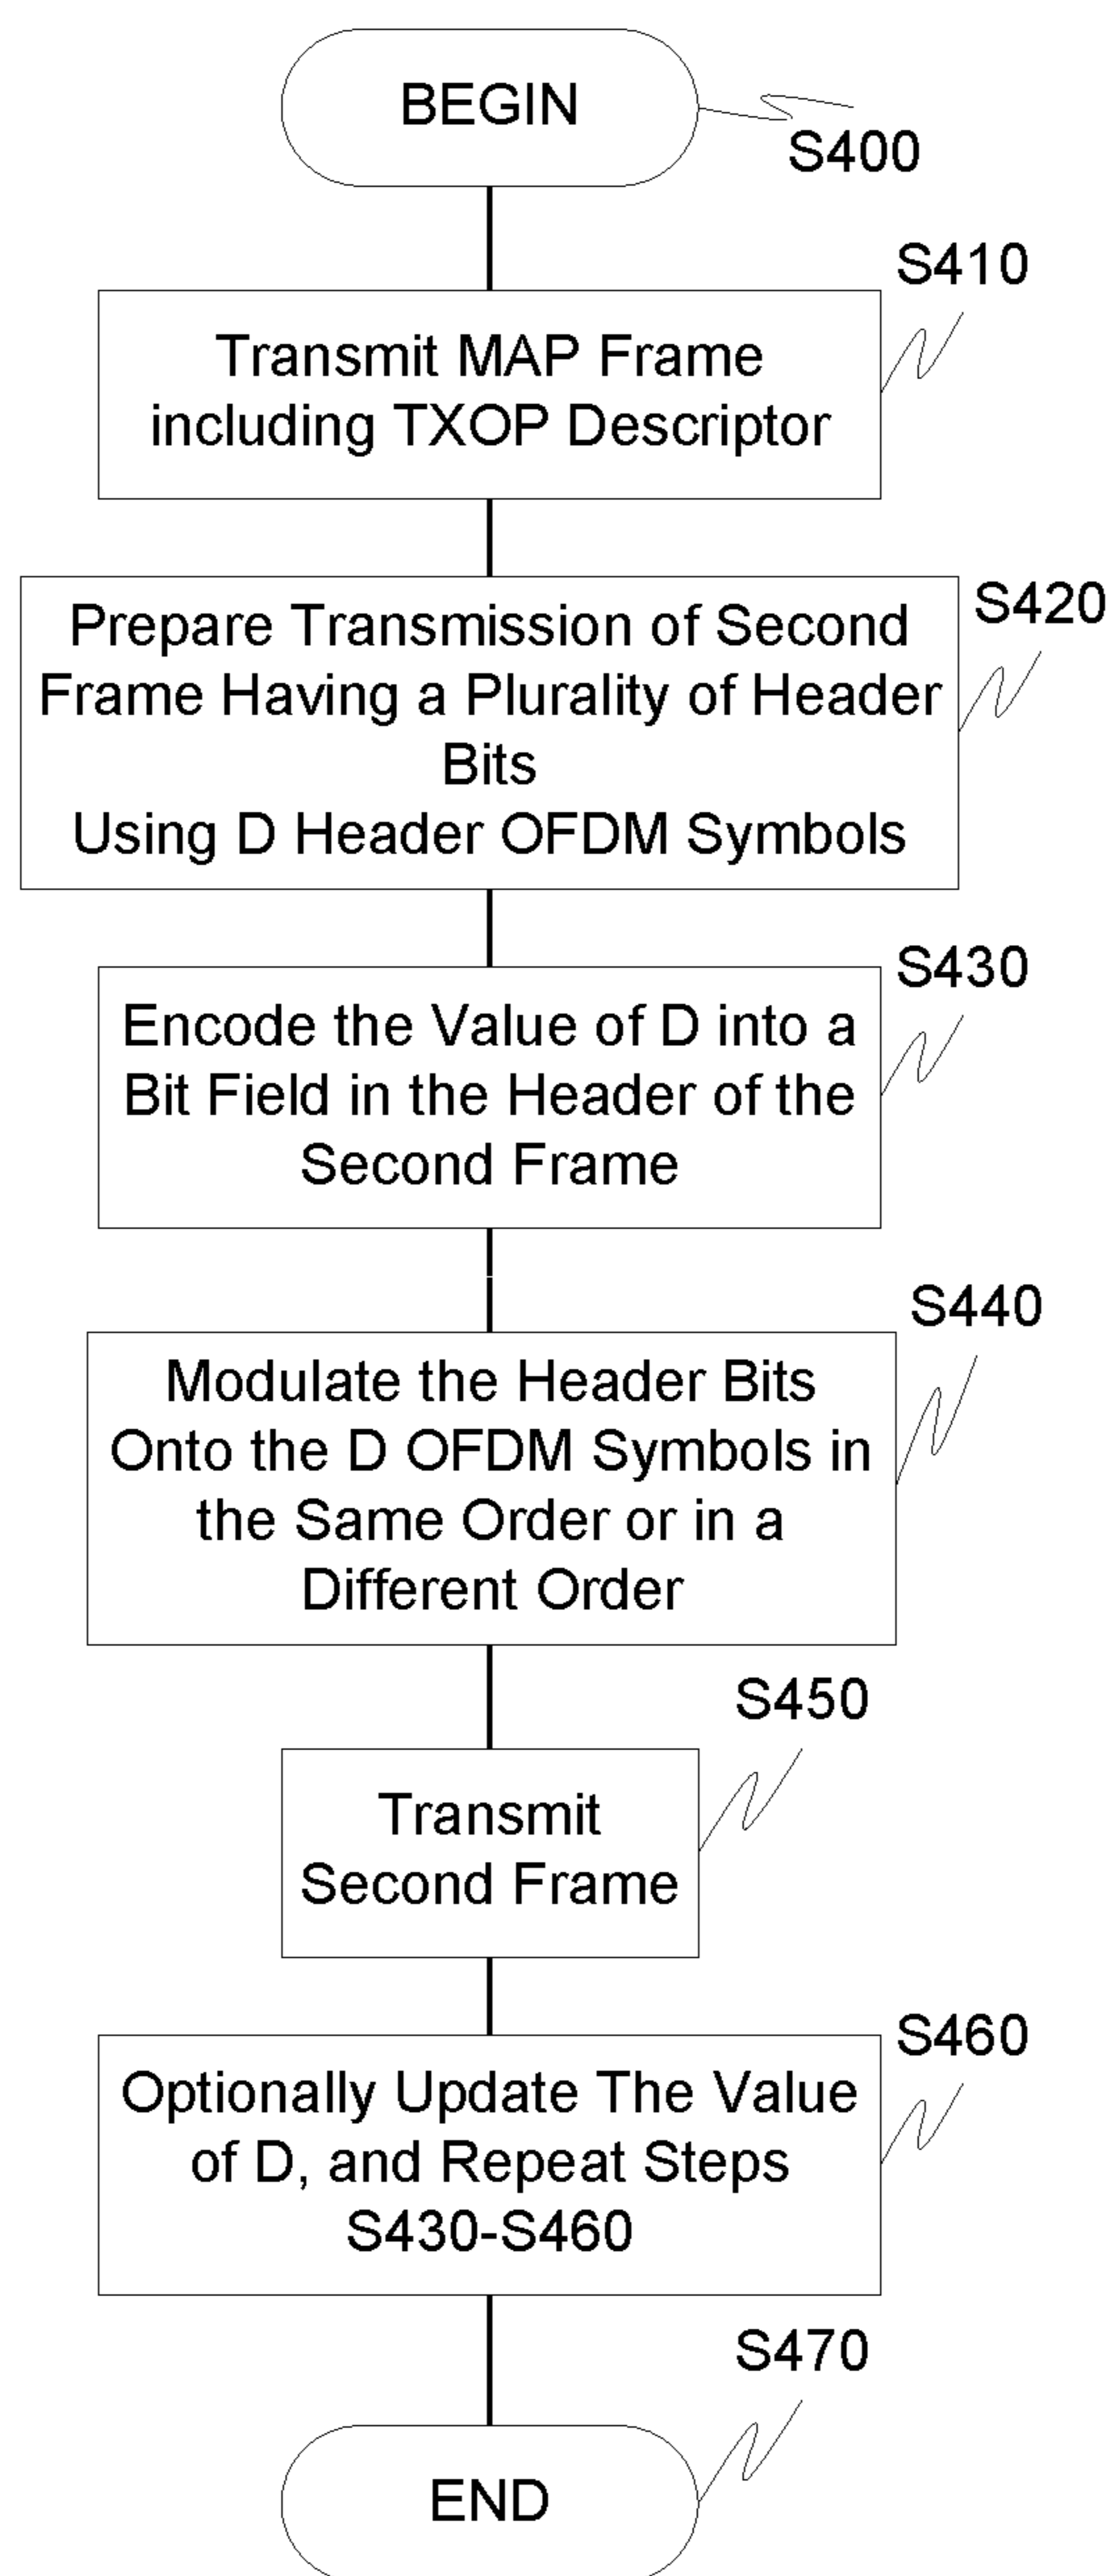 BEGIN
S400
S410
Transmit MAP Frame
including TXOP Descriptor
S420
Prepare Transmission of Second
Frame Having a Plurality of Header
Bits
Using D Header OFDM Symbols
S430
Encode the Value of D into a
Bit Field in the Header of the
Second Frame
S440
Modulate the Header Bits
Onto the D OFDM Symbols in
the Same Order or in a
Different Order
S450
Transmit
Second Frame
S460
Optionally Update The Value
of D, and Repeat Steps
S430-S460
S470
END